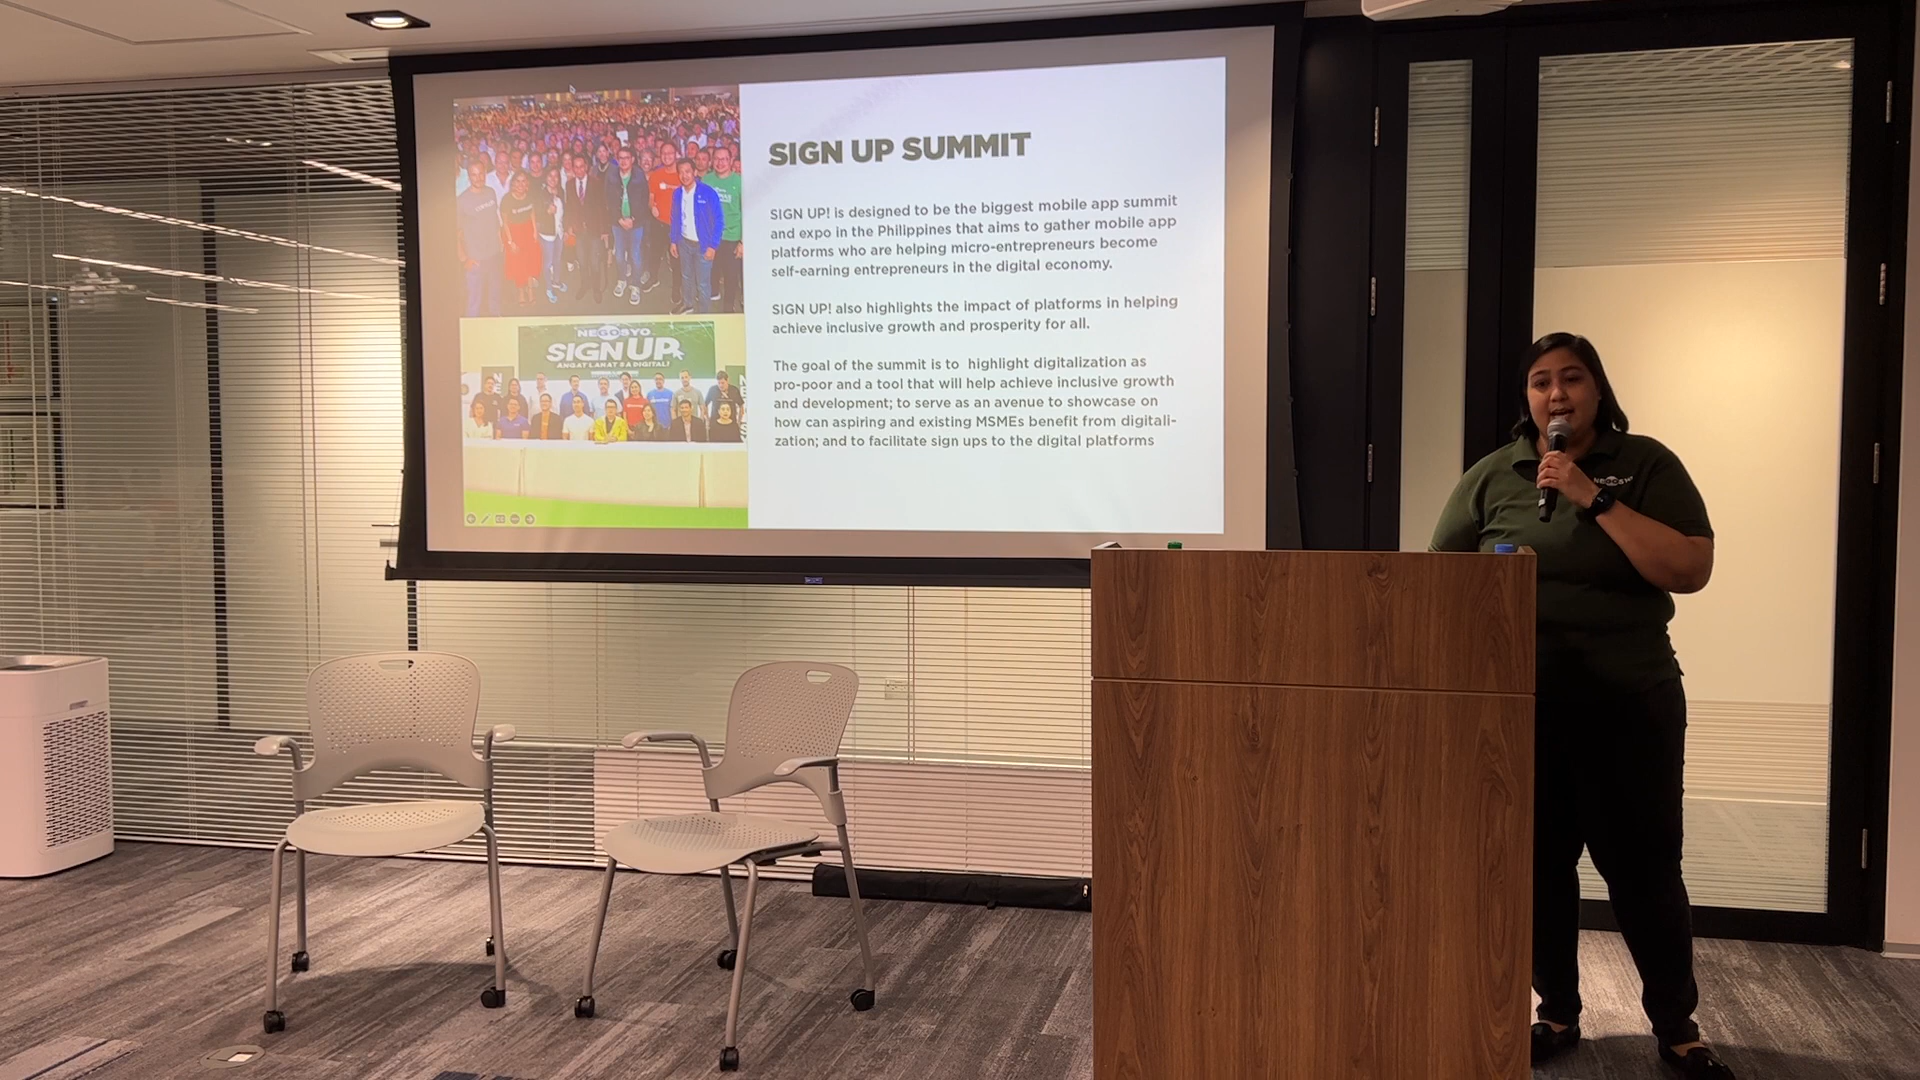 SIGN UP SUMMIT
SIGN UP! is designed to be the biggest mobile app summit
and expo in the Philippines that aims to gather mobile app
platforms who are helping micro-entrepreneurs become
self-earning entrepreneurs in the digital economy.
SIGN UP! also highlights the impact of platforms in helping
achieve inclusive growth and prosperity for all.
The goal of the summit is to highlight digitalization as
pro-poor and a tool that will help achieve inclusive growth
and development; to serve as an avenue to showcase on
how can aspiring and existing MSMEs benefit from digitali-
zation; and to facilitate sign ups to the digital platforms
NEGOSYO
SIGN UP
ANGAT LAHAT SA DIGITAL!
NEGOSYO